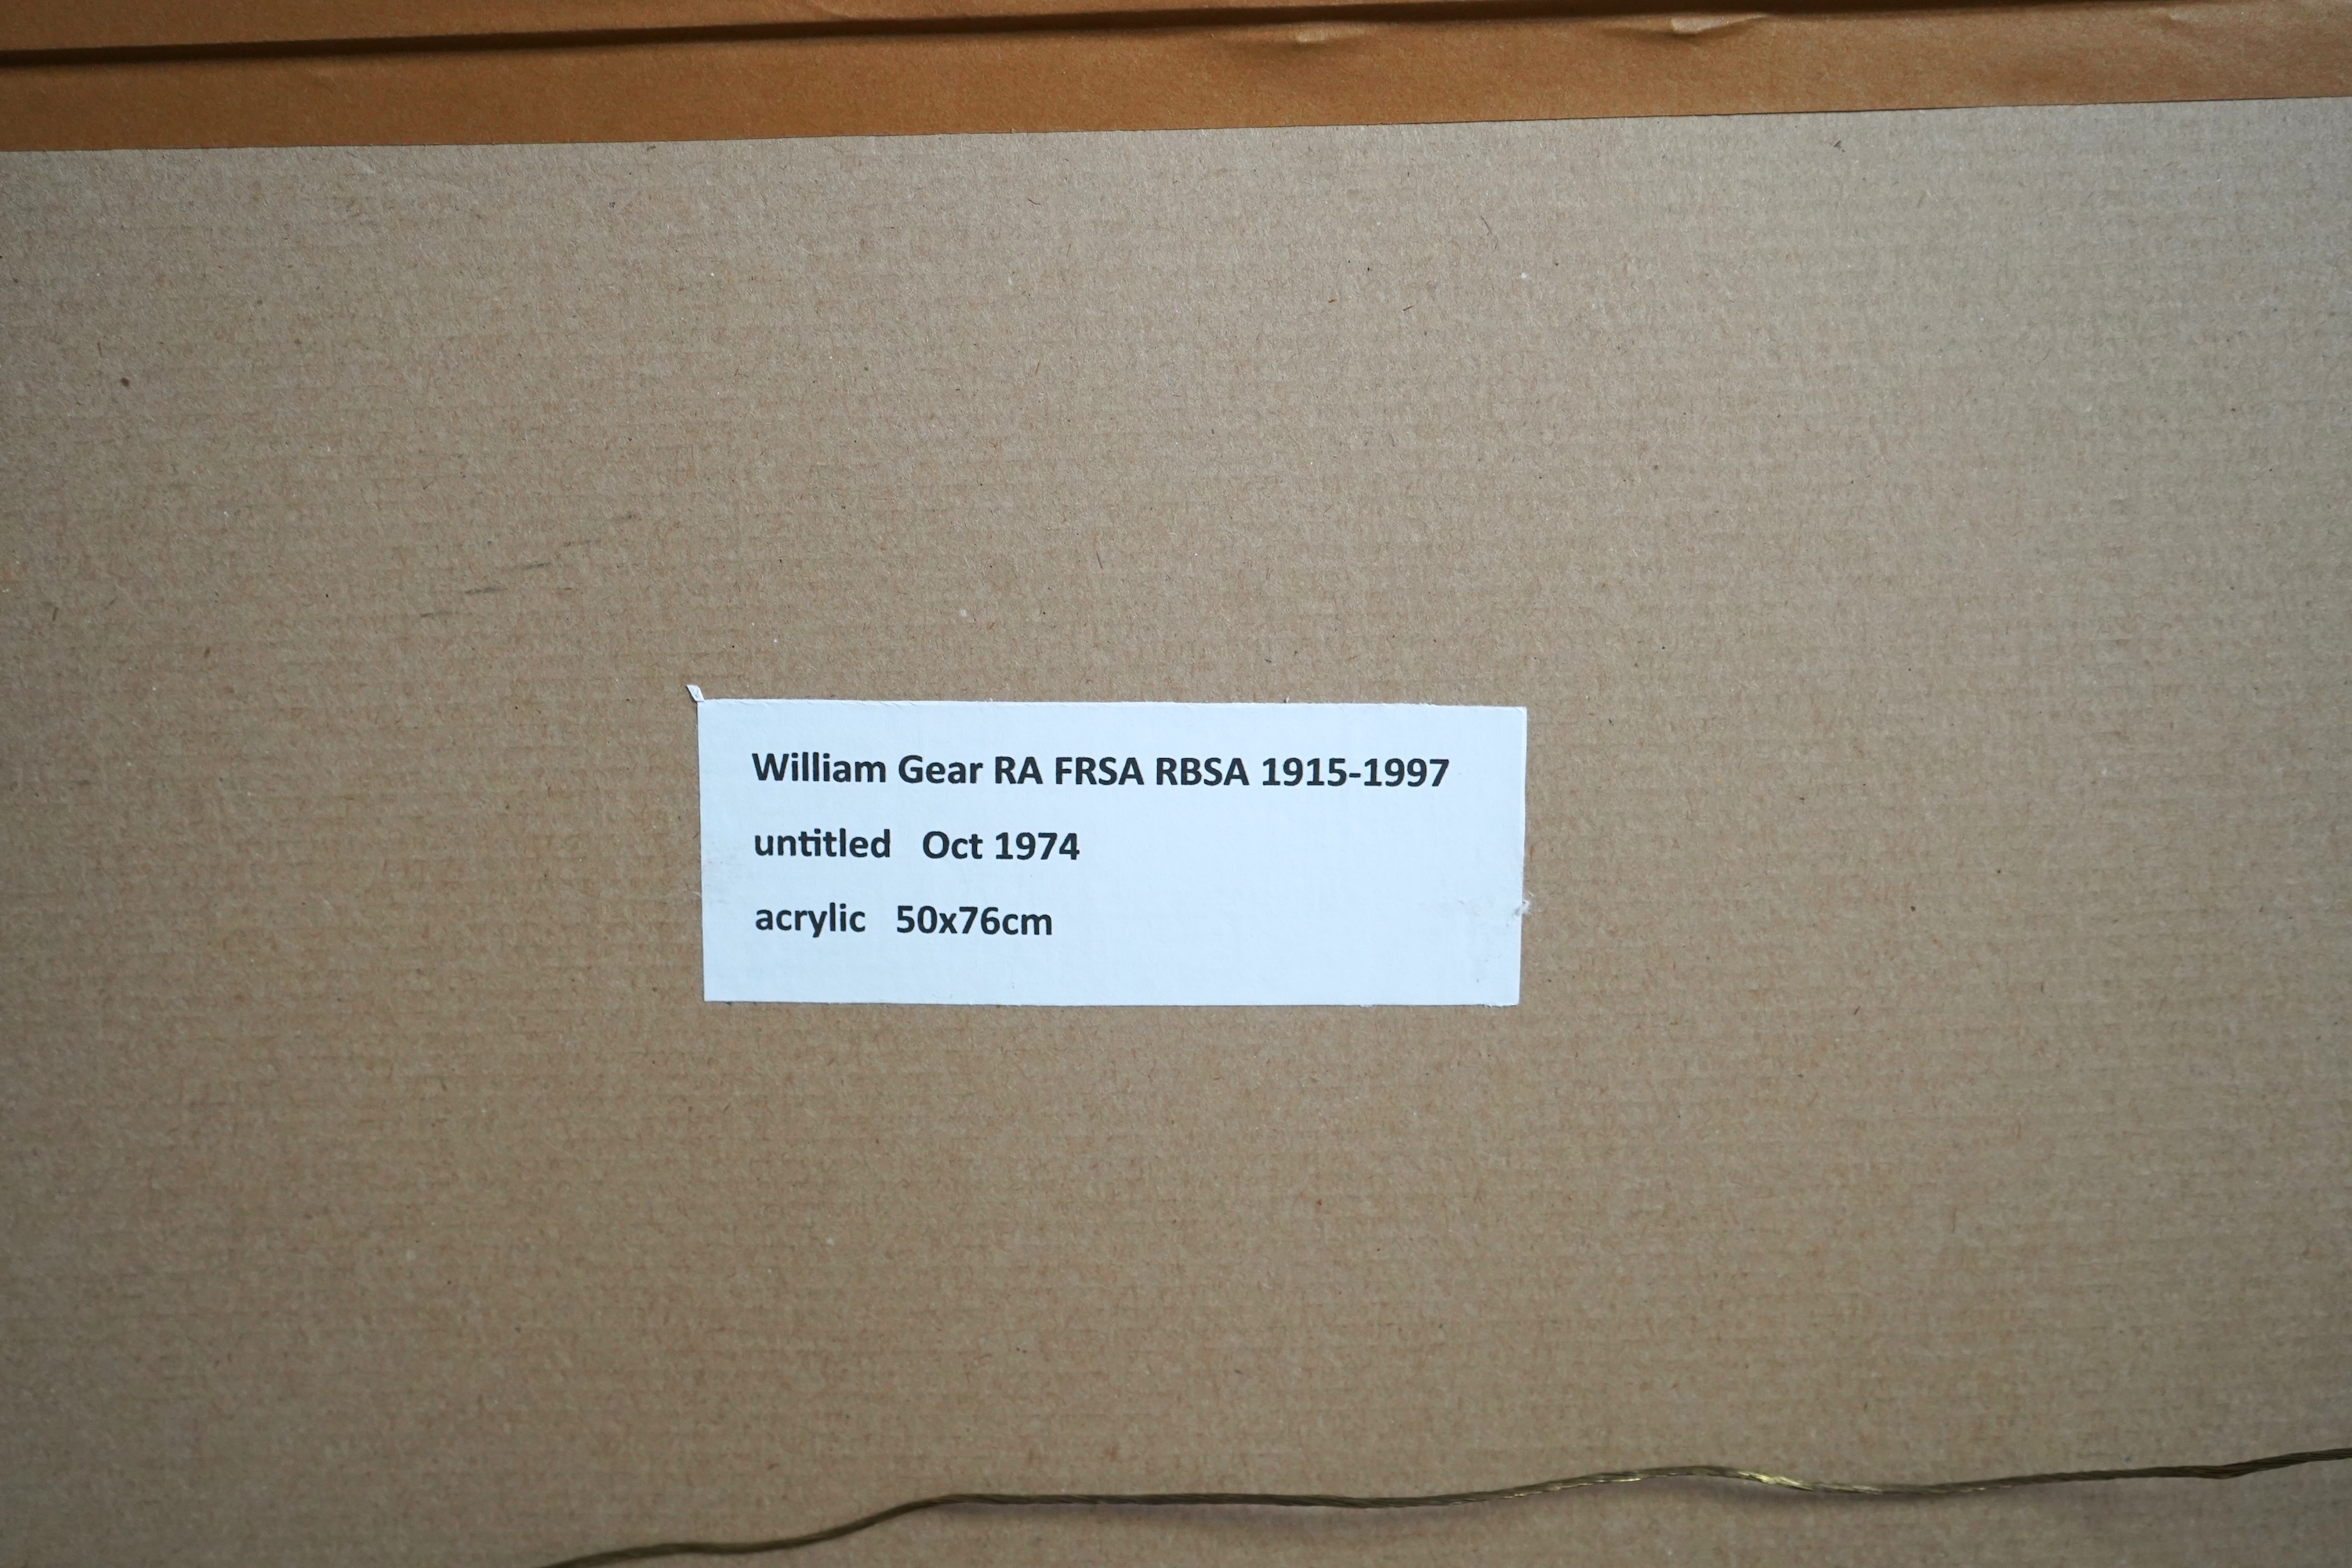 William Gear RA FRSA RBSA 1915-1997
untitled Oct 1974
acrylic 50x76cm